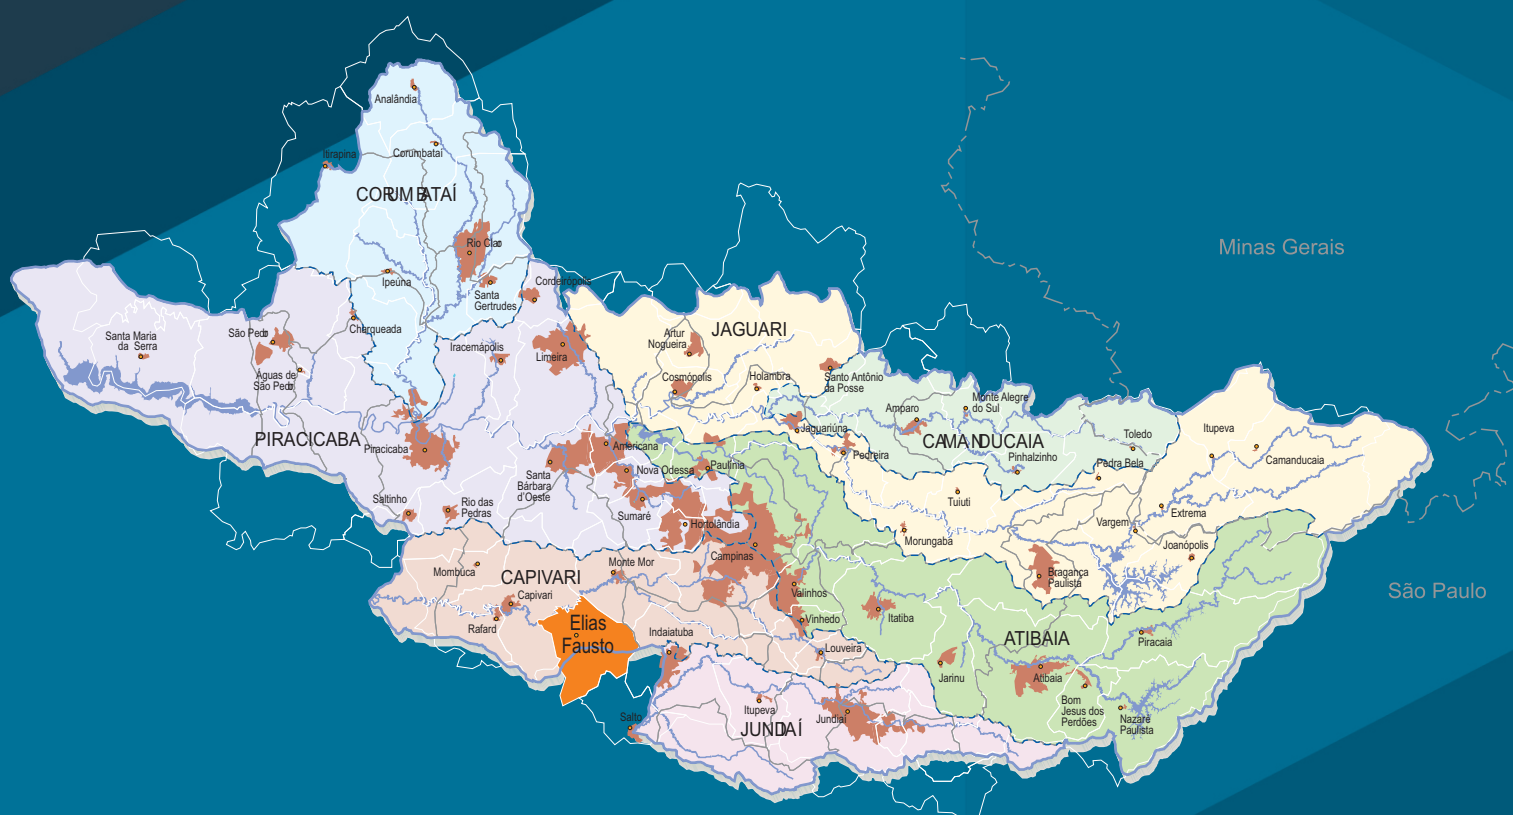 Analândia
Corumbataí
Itirapina
CORUMBATAÍ
Rio Claro
Ipeúna
Santa
Gertrudes
Cordeirópolis
Minas Gerais
Santa Maria
da Serra
São Pedro
Charqueada
Águas de
São Pedro
Iracemápolis
Limeira
JAGUARI
Artur
Nogueira
Cosmópolis
Holambra
Santo Antônio
da Posse
Jaguariúna
Pedreira
Amparo
Monte Alegre
do Sul
CAMANDUCAIA
Pinhalzinho
Toledo
Pedra Bela
Itupeva
Camanducaia
PIRACICABA
Piracicaba
Americana
Nova Odessa
Paulínia
Santa
Bárbara
d'Oeste
Sumaré
Hortolândia
Saltinho
Rio das
Pedras
Tuiuti
Morungaba
Vargem
Extrema
Joanópolis
Bragança
Paulista
Campinas
Monte Mor
Mombuca
CAPIVARI
Capivari
Rafard
Elias
Fausto
Indaiatuba
Valinhos
Vinhedo
Louveira
Itatiba
São Paulo
ATIBAIA
Piracaia
Jarinu
Atibaia
Bom
Jesus dos
Perdões
Nazaré
Paulista
Salto
Itupeva
Jundiaí
JUNDIAÍ